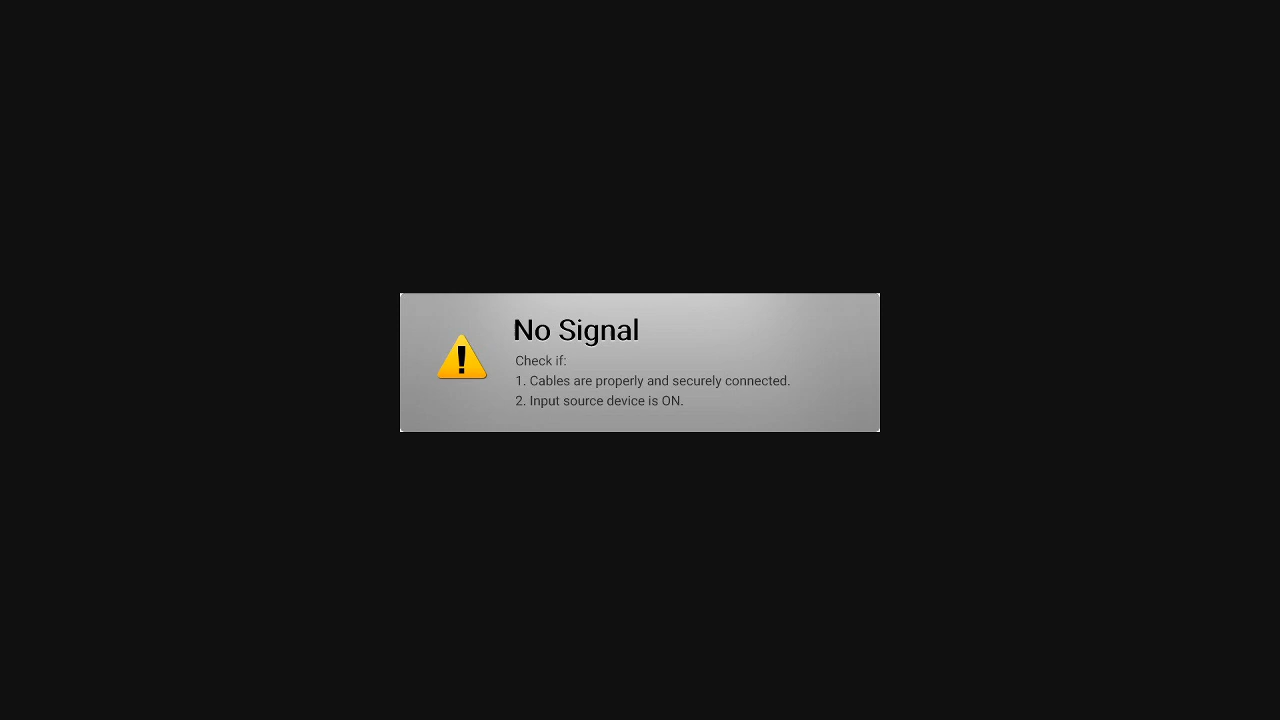 No Signal
Check if:
1. Cables are properly and securely connected.
2. Input source device is ON.